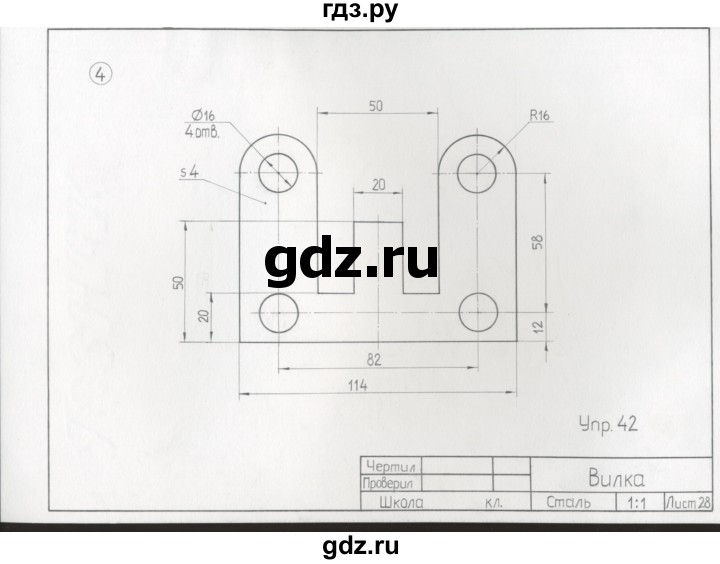 гдз.ру
4
50
Ø16
4 отв.
R16
s4
20
58
50
20
12
82
114
gdz.ru
Упр. 42
Чертил
Проверил
Вилка
Школа кл. Сталь 1:1 Лист 28
gdz.ru